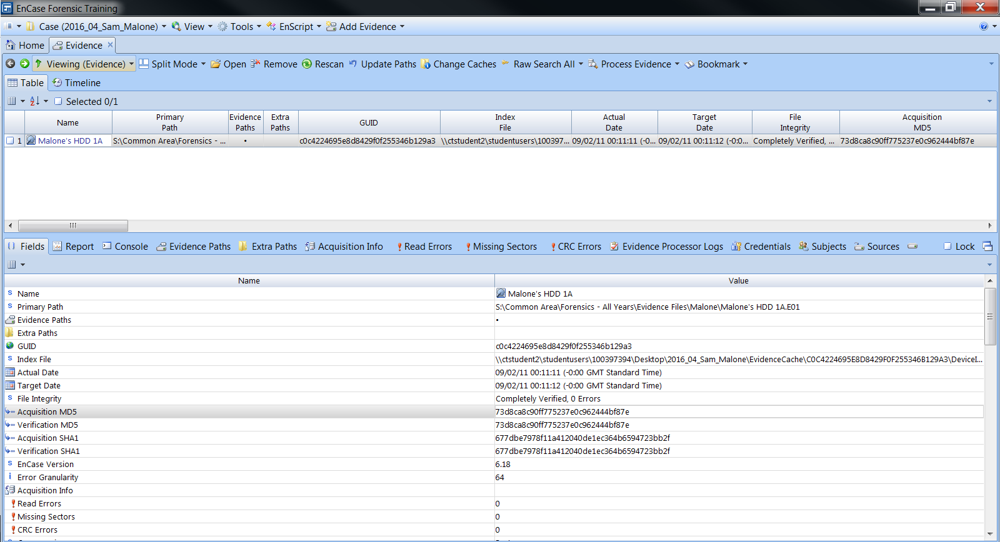 EnCase Forensic Training
Case (2016_04_Sam_Malone) View Tools EnScript Add Evidence
Home Evidence
Viewing (Evidence) Split Mode Open Remove Rescan Update Paths Change Caches Raw Search All Process Evidence Bookmark
Table Timeline
Selected 0/1
Name Primary Path Evidence Paths Extra Paths GUID Index File Actual Date Target Date File Integrity Acquisition MD5
1 Malone's HDD 1A S:\Common Area\Forensics - ... • c0c4224695e8d8429f0f255346b129a3 \\ctstudent2\studentusers\100397... 09/02/11 00:11:11 (-0... 09/02/11 00:11:12 (-0:0... Completely Verified, ... 73d8ca8c90ff775237e0c962444bf87e
Fields Report Console Evidence Paths Extra Paths Acquisition Info Read Errors Missing Sectors CRC Errors Evidence Processor Logs Credentials Subjects Sources Lock
Name Value
Name Malone's HDD 1A
Primary Path S:\Common Area\Forensics - All Years\Evidence Files\Malone\Malone's HDD 1A.E01
Evidence Paths •
Extra Paths
GUID c0c4224695e8d8429f0f255346b129a3
Index File \\ctstudent2\studentusers\100397394\Desktop\2016_04_Sam_Malone\EvidenceCache\C0C4224695E8D8429F0F255346B129A3\DeviceI...
Actual Date 09/02/11 00:11:11 (-0:00 GMT Standard Time)
Target Date 09/02/11 00:11:12 (-0:00 GMT Standard Time)
File Integrity Completely Verified, 0 Errors
Acquisition MD5 73d8ca8c90ff775237e0c962444bf87e
Verification MD5 73d8ca8c90ff775237e0c962444bf87e
Acquisition SHA1 677dbe7978f11a412040de1ec364b6594723bb2f
Verification SHA1 677dbe7978f11a412040de1ec364b6594723bb2f
EnCase Version 6.18
Error Granularity 64
Acquisition Info
Read Errors 0
Missing Sectors 0
CRC Errors 0